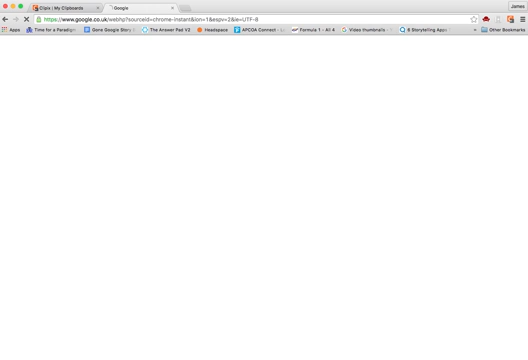 Clipix | My Clipboards
Google
James
https://www.google.co.uk/webhp?sourceid=chrome-instant&ion=1&espv=2&ie=UTF-8
Apps
Time for a Paradigm
Gone Google Story
The Answer Pad V2
Headspace
APCOA Connect - L
Formula 1 - All 4
Video thumbnails -
6 Storytelling Apps
» Other Bookmarks